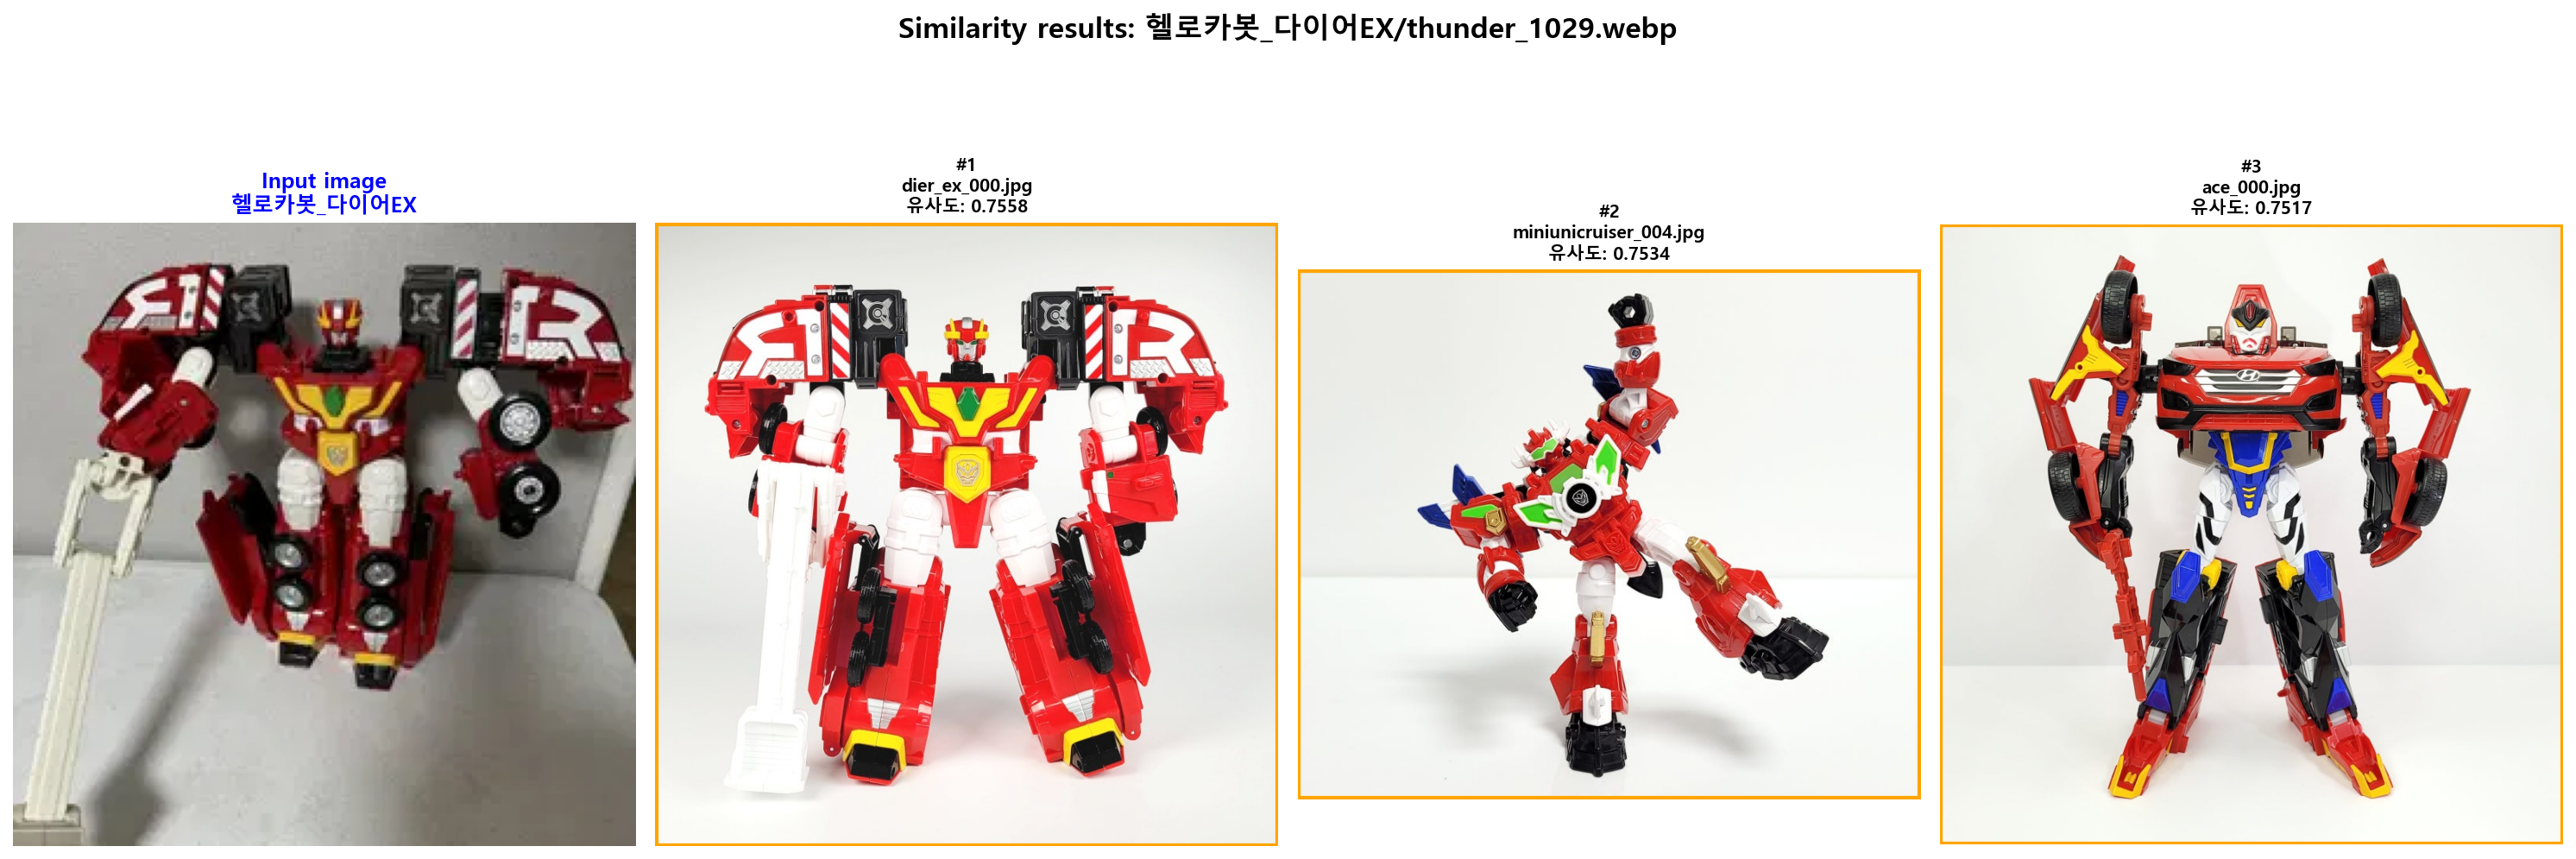 Similarity results: 헬로카봇_다이어EX/thunder_1029.webp
Input image
헬로카봇_다이어EX
#1
dier_ex_000.jpg
유사도: 0.7558
#2
miniunicruiser_004.jpg
유사도: 0.7534
#3
ace_000.jpg
유사도: 0.7517